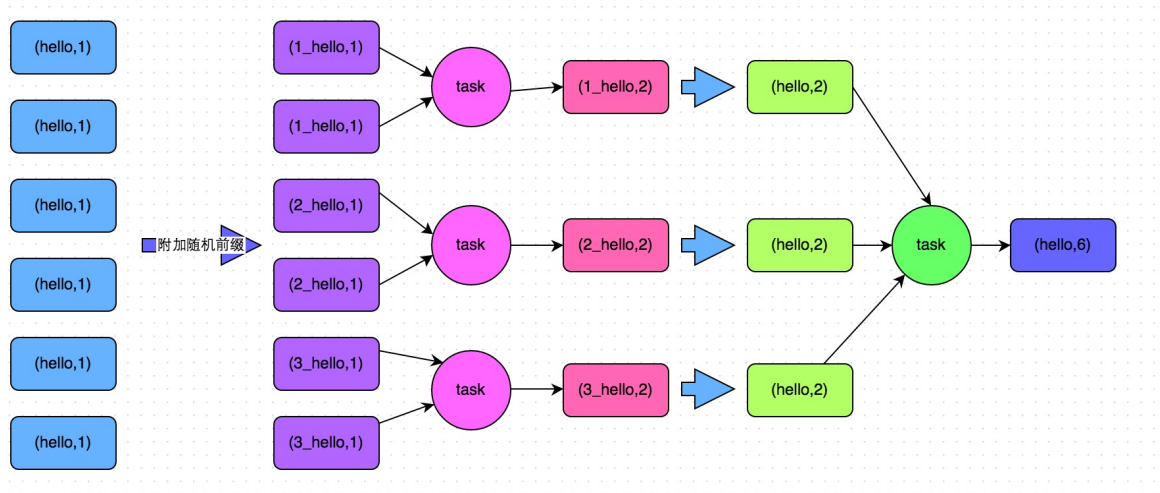 (hello,1)
(hello,1)
(hello,1)
(hello,1)
(hello,1)
(hello,1)
附加随机前缀
(1_hello,1)
(1_hello,1)
(2_hello,1)
(2_hello,1)
(3_hello,1)
(3_hello,1)
task
task
task
(1_hello,2)
(2_hello,2)
(3_hello,2)
(hello,2)
(hello,2)
(hello,2)
task
(hello,6)